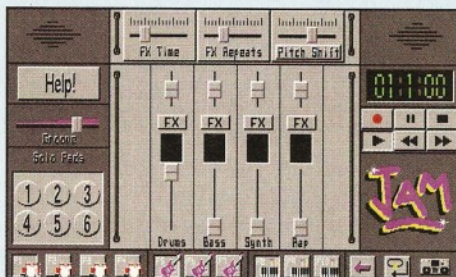 FX Time FX Repeats Pitch Shift
Help!
01:1:00
FX FX FX FX
Groove
Solo Pads
1 2 3
4 5 6
JAM
Drums Bass Synth Rap